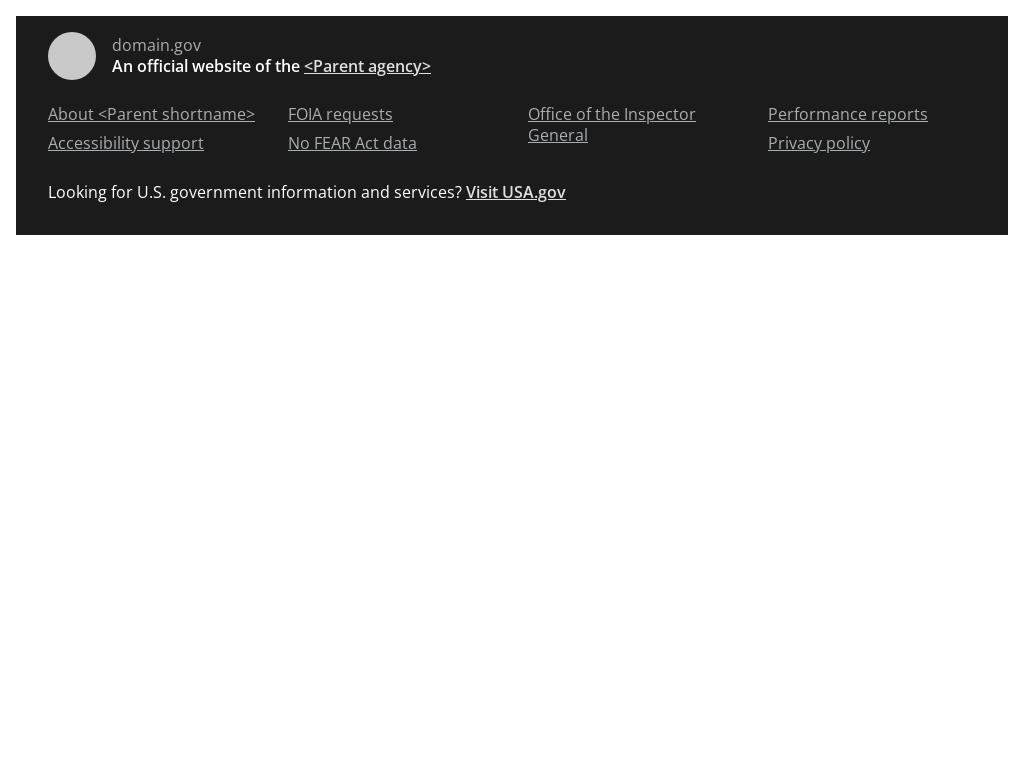 domain.gov
An official website of the <Parent agency>
About <Parent shortname>
Accessibility support
FOIA requests
No FEAR Act data
Office of the Inspector
General
Performance reports
Privacy policy
Looking for U.S. government information and services? Visit USA.gov